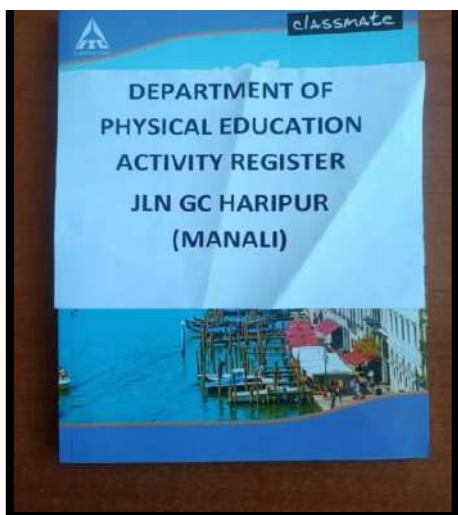 classmate
DEPARTMENT OF
PHYSICAL EDUCATION
ACTIVITY REGISTER
JLN GC HARIPUR
(MANALI)